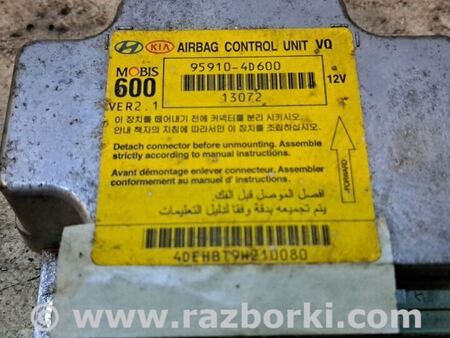 HYUNDAI KIA AIRBAG CONTROL UNIT VQ
MOBIS
95910-4D600
600
12V
13072
VER2.1
이 장치를 떼어내기 전에 커넥터를 분리 시키시오.
안내 책자의 지침에 따라서만 이 장치를 조립하시오.
Detach connector before unmounting. Assemble
strictly according to manual instructions.
Avant démontage enlever connecteur. Assembler
conformement au manuel d' instructions.
افصل الموصل قبل الفك.
يتم تجميعه بدقة وفقا لدليل التعليمات
FORWARD
4DEHBT9H21U080
www.razborki.com